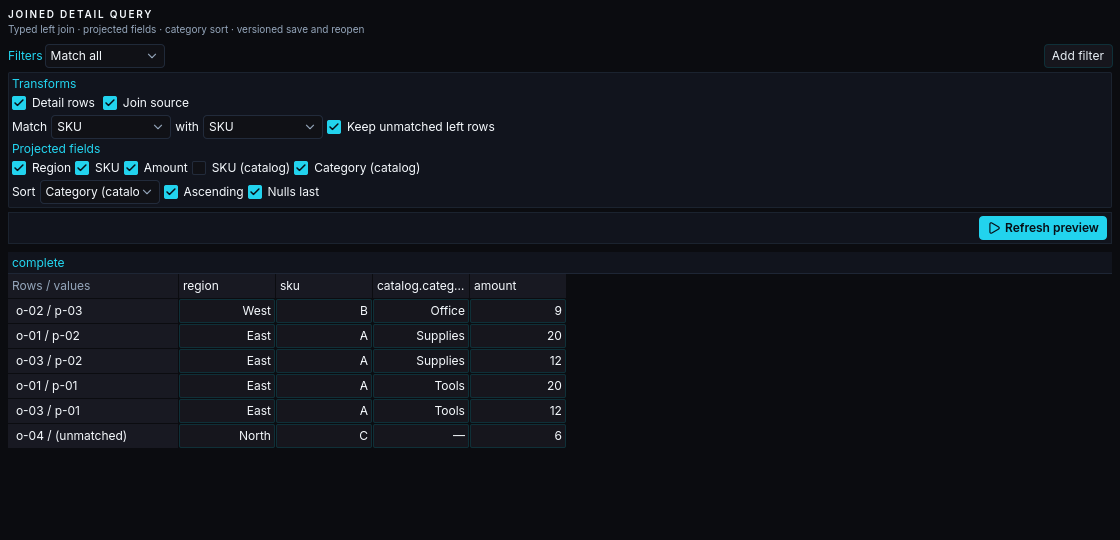 JOINED DETAIL QUERY
Typed left join · projected fields · category sort · versioned save and reopen
Filters Match all Add filter
Transforms
Detail rows Join source
Match SKU with SKU Keep unmatched left rows
Projected fields
Region SKU Amount SKU (catalog) Category (catalog)
Sort Category (catalo Ascending Nulls last
Refresh preview
complete
Rows / values region sku catalog.categ... amount
o-02 / p-03 West B Office 9
o-01 / p-02 East A Supplies 20
o-03 / p-02 East A Supplies 12
o-01 / p-01 East A Tools 20
o-03 / p-01 East A Tools 12
o-04 / (unmatched) North C — 6